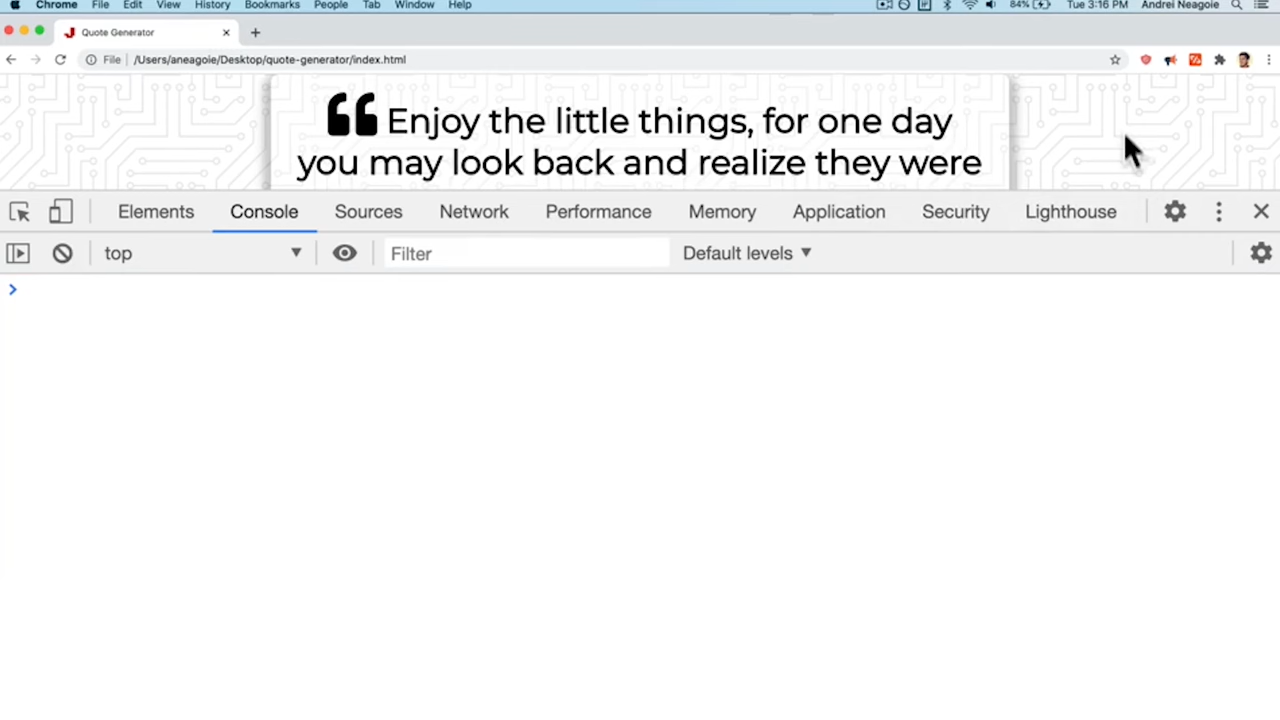 Chrome File Edit View History Bookmarks People Tab Window Help 84% Tue 3:16 PM Andrei Neagoie
Quote Generator
File /Users/aneagoie/Desktop/quote-generator/index.html
Enjoy the little things, for one day
you may look back and realize they were
Elements Console Sources Network Performance Memory Application Security Lighthouse
top Filter Default levels